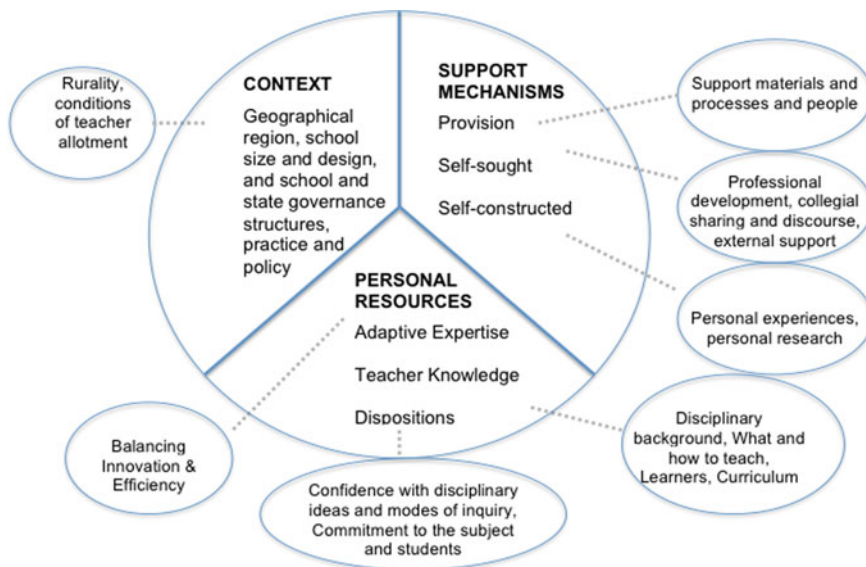 Rurality,
conditions
of teacher
allotment
CONTEXT
Geographical
region, school
size and design,
and school and
state governance
structures,
practice and
policy
SUPPORT
MECHANISMS
Provision
Self-sought
Self-constructed
Support materials and
processes and people
Professional
development, collegial
sharing and discourse,
external support
Personal experiences,
personal research
PERSONAL
RESOURCES
Adaptive Expertise
Teacher Knowledge
Dispositions
Balancing
Innovation &
Efficiency
Confidence with disciplinary
ideas and modes of inquiry,
Commitment to the subject
and students
Disciplinary
background, What and
how to teach,
Learners, Curriculum